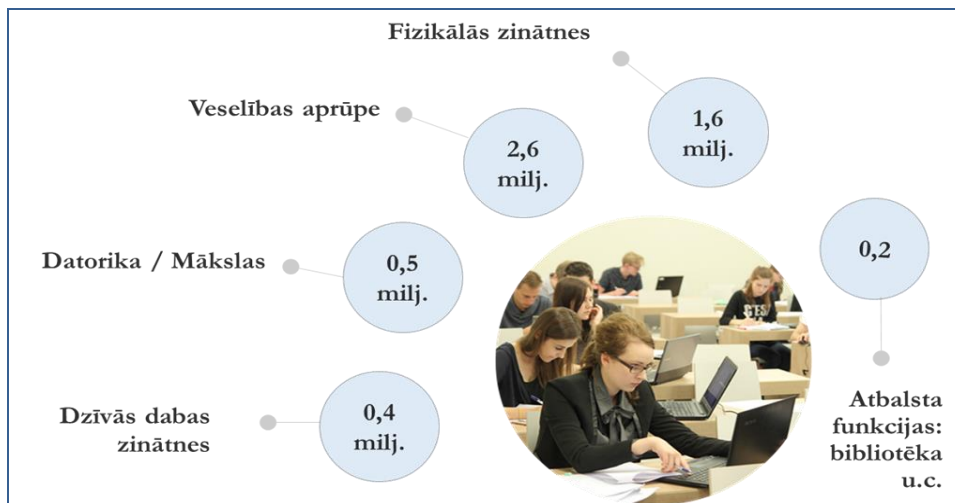 Fizikālās zinātnes
1,6
milj.
Veselības aprūpe
2,6
milj.
Datorika / Mākslas
0,5
milj.
0,2
Dzīvās dabas
zinātnes
0,4
milj.
Atbalsta
funkcijas:
bibliotēka
u.c.